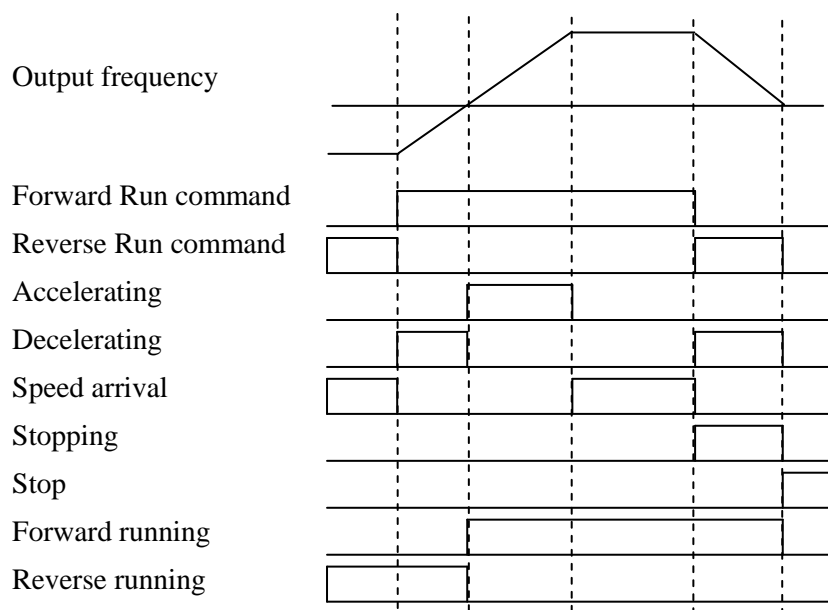 Output frequency
Forward Run command
Reverse Run command
Accelerating
Decelerating
Speed arrival
Stopping
Stop
Forward running
Reverse running